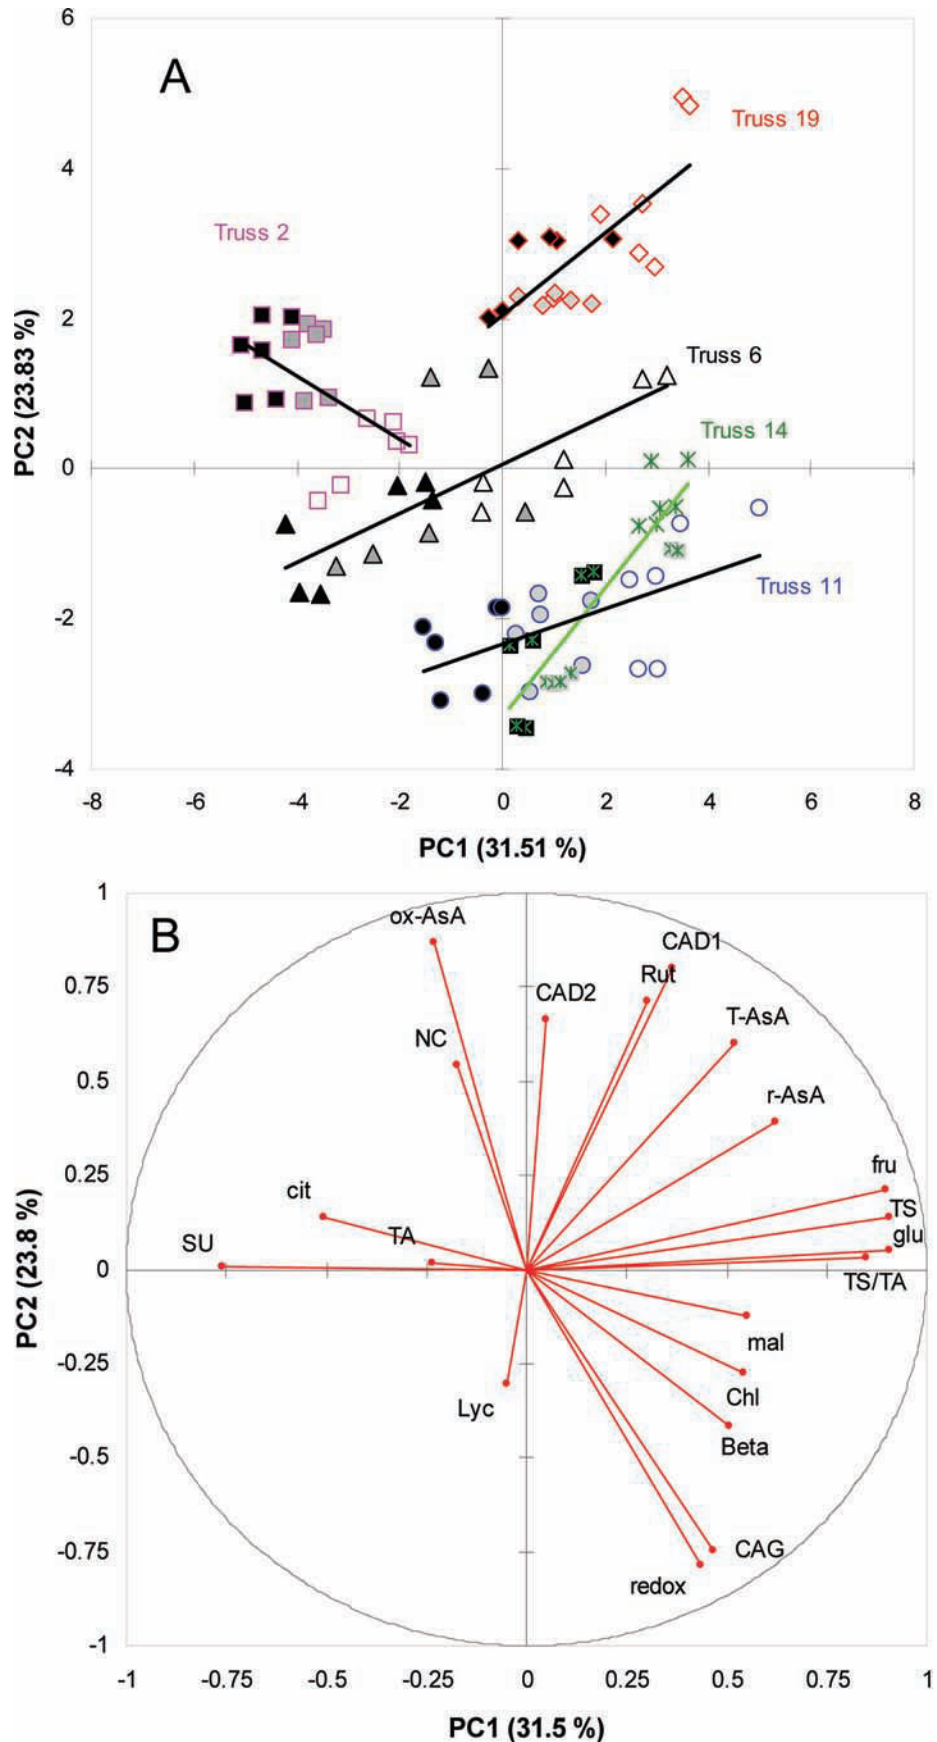 A
6
Truss 19
4
Truss 2
2
Truss 6
Truss 14
0
Truss 11
-2
-4
-8 -6 -4 -2 0 2 4 6 8
PC2 (23.83 %)
PC1 (31.51 %)
B
1
ox-AsA
CAD1
Rut
0.75
CAD2
T-AsA
NC
0.5
r-AsA
0.25
fru
cit
TS
TA
glu
SU
0
TS/TA
mal
-0.25
Chl
Lyc
Beta
-0.5
CAG
-0.75
redox
-1
-1 -0.75 -0.5 -0.25 0 0.25 0.5 0.75 1
PC2 (23.8 %)
PC1 (31.5 %)